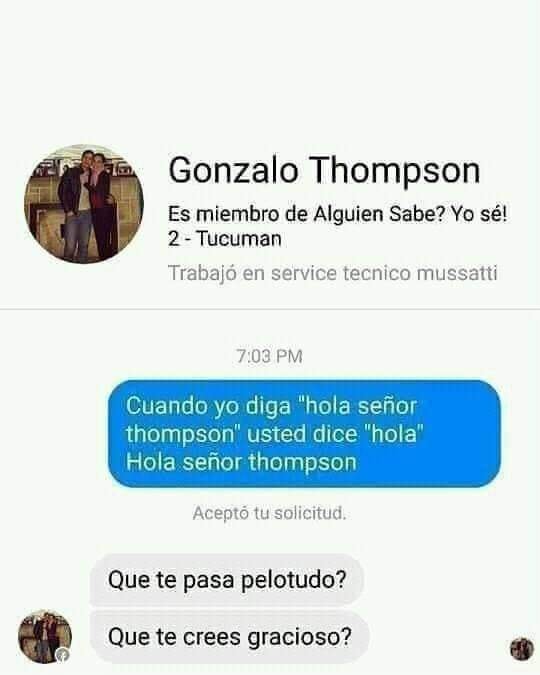 Gonzalo Thompson
Es miembro de Alguien Sabe? Yo sé!
2 - Tucuman
Trabajó en service tecnico mussatti
7:03 PM
Cuando yo diga "hola señor
thompson" usted dice "hola"
Hola señor thompson
Aceptó tu solicitud.
Que te pasa pelotudo?
Que te crees gracioso?